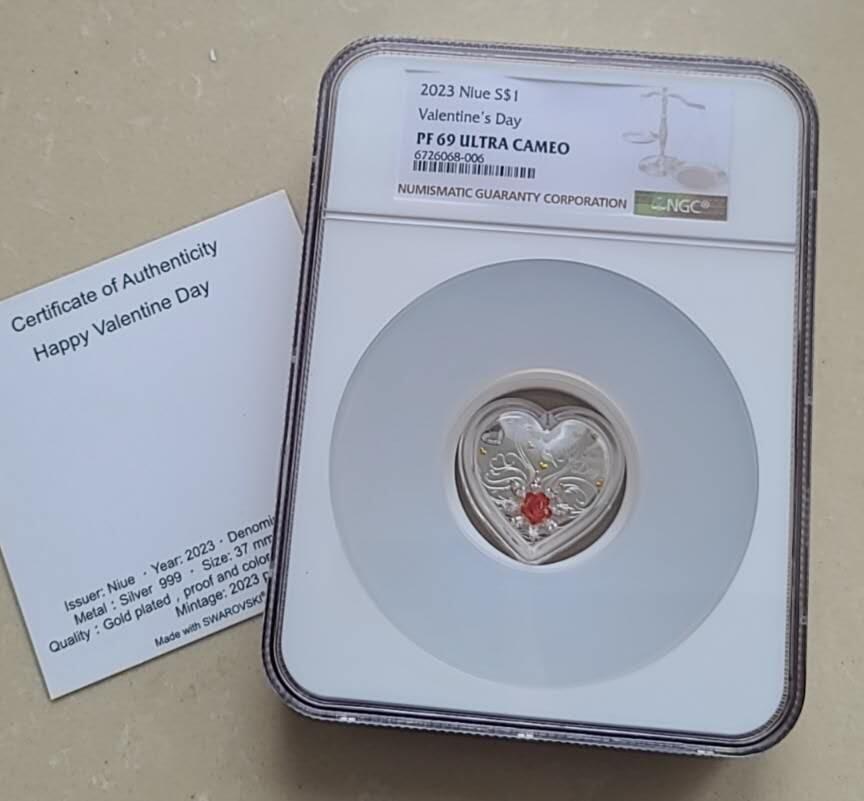 2023 Niue S$1
Valentine's Day
PF 69 ULTRA CAMEO
6726068-006
NUMISMATIC GUARANTY CORPORATION
NGC®
Certificate of Authenticity
Happy Valentine Day
Issuer: Niue · Year: 2023 · Denomi
Metal : Silver 999 · Size: 37 mm
Quality : Gold plated , proof and color
Mintage: 2023 p
Made with SWAROVSKI®